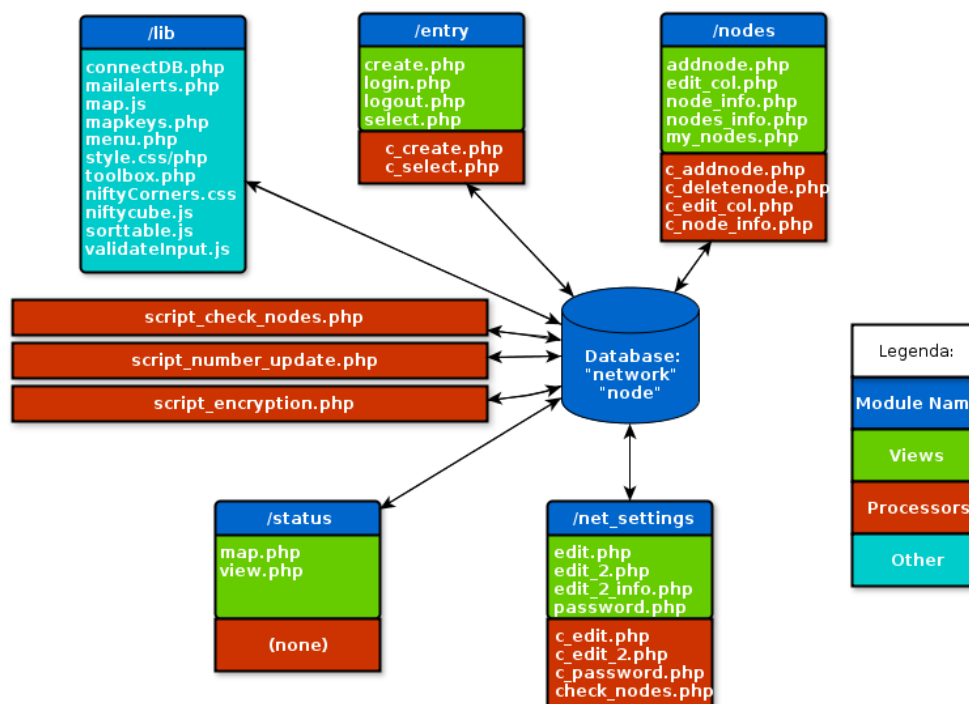 /lib
connectDB.php
mailalerts.php
map.js
mapkeys.php
menu.php
style.css/php
toolbox.php
niftyCorners.css
niftycube.js
sorttable.js
validateInput.js
/entry
create.php
login.php
logout.php
select.php
c_create.php
c_select.php
/nodes
addnode.php
edit_col.php
node_info.php
nodes_info.php
my_nodes.php
c_addnode.php
c_deletenode.php
c_edit_col.php
c_node_info.php
script_check_nodes.php
script_number_update.php
script_encryption.php
Database:
"network"
"node"
Legenda:
Module Nam
Views
Processors
Other
/status
map.php
view.php
(none)
/net_settings
edit.php
edit_2.php
edit_2_info.php
password.php
c_edit.php
c_edit_2.php
c_password.php
check_nodes.php